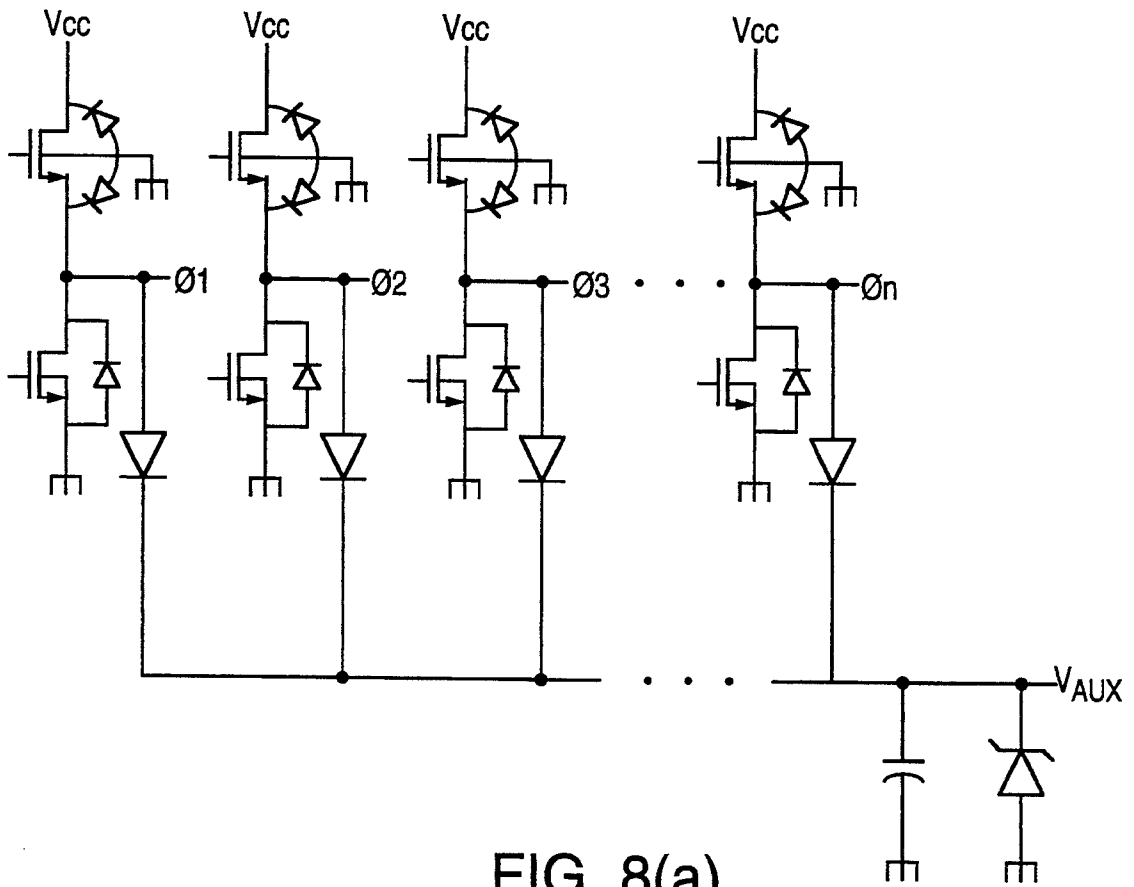 Vcc Vcc Vcc Vcc
Ø1 Ø2 Ø3 . . . Øn
. . . VAUX
FIG. 8(a)